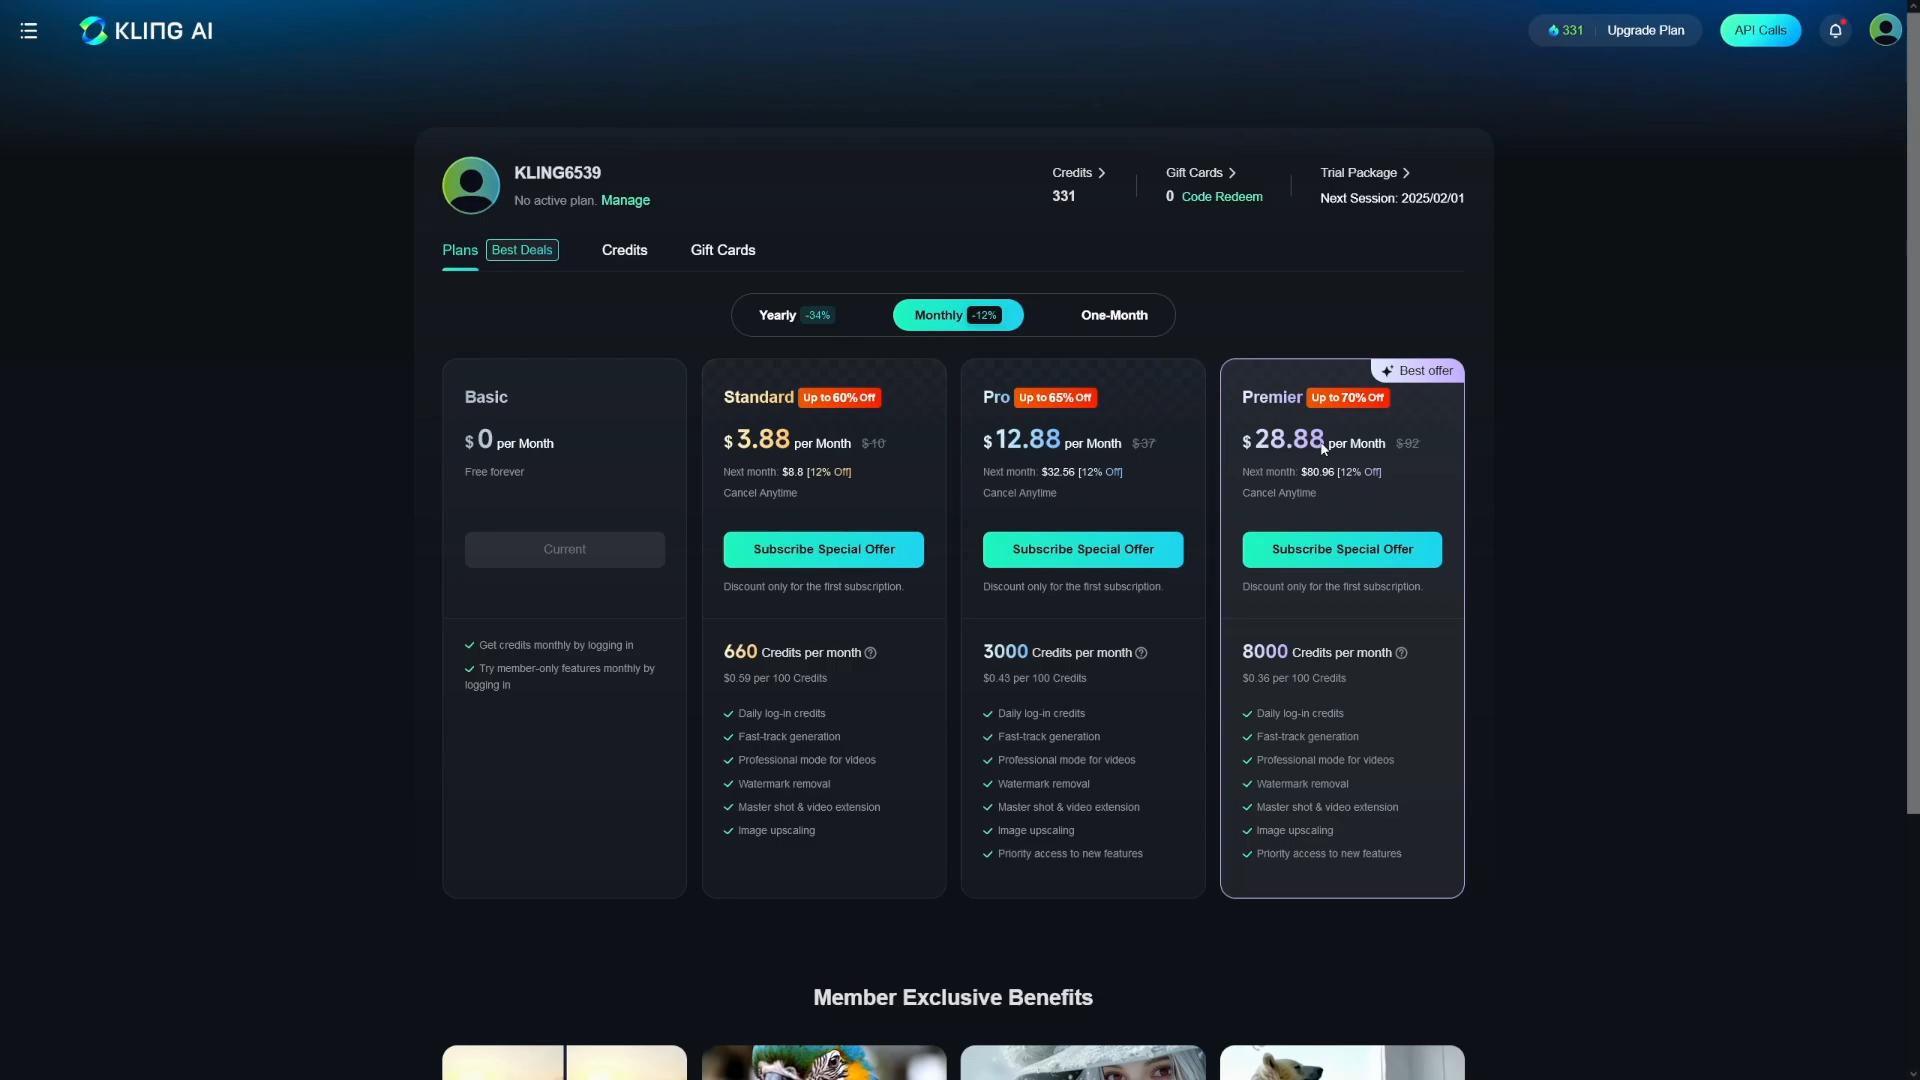 KLING AI
331 Upgrade Plan API Calls
KLING6539
No active plan. Manage
Credits
331
Gift Cards
0 Code Redeem
Trial Package
Next Session: 2025/02/01
Plans Best Deals Credits Gift Cards
Yearly -34% Monthly -12% One-Month
Basic
$ 0 per Month
Free forever
Current
Get credits monthly by logging in
Try member-only features monthly by
logging in
Standard Up to 60% Off
$ 3.88 per Month $10
Next month: $8.8 [12% Off]
Cancel Anytime
Subscribe Special Offer
Discount only for the first subscription.
660 Credits per month
$0.59 per 100 Credits
Daily log-in credits
Fast-track generation
Professional mode for videos
Watermark removal
Master shot & video extension
Image upscaling
Pro Up to 65% Off
$ 12.88 per Month $37
Next month: $32.56 [12% Off]
Cancel Anytime
Subscribe Special Offer
Discount only for the first subscription.
3000 Credits per month
$0.43 per 100 Credits
Daily log-in credits
Fast-track generation
Professional mode for videos
Watermark removal
Master shot & video extension
Image upscaling
Priority access to new features
Best offer
Premier Up to 70% Off
$ 28.88 per Month $92
Next month: $80.96 [12% Off]
Cancel Anytime
Subscribe Special Offer
Discount only for the first subscription.
8000 Credits per month
$0.36 per 100 Credits
Daily log-in credits
Fast-track generation
Professional mode for videos
Watermark removal
Master shot & video extension
Image upscaling
Priority access to new features
Member Exclusive Benefits